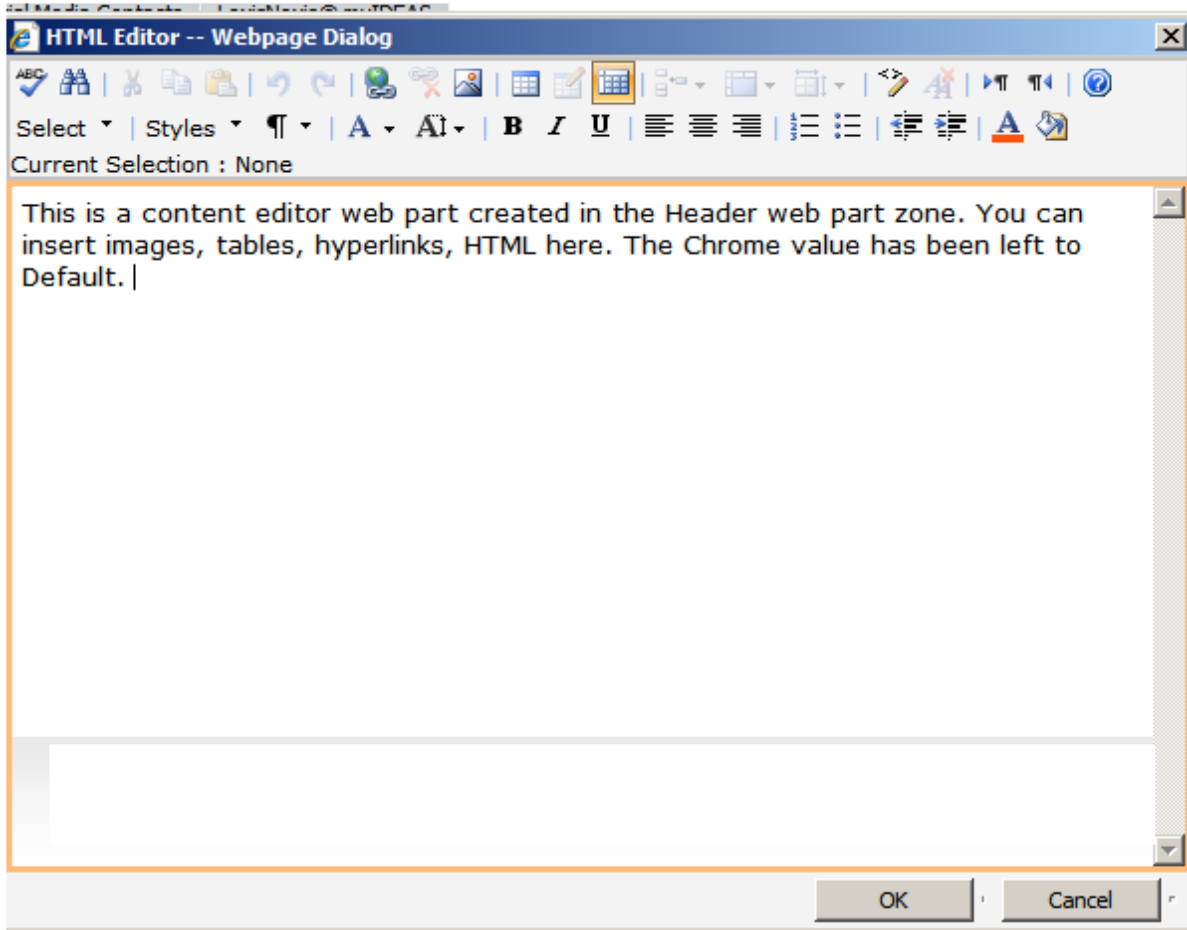 HTML Editor -- Webpage Dialog
ABC
Select | Styles ¶ | A A | B I U A
Current Selection : None
This is a content editor web part created in the Header web part zone. You can
insert images, tables, hyperlinks, HTML here. The Chrome value has been left to
Default.
OK Cancel